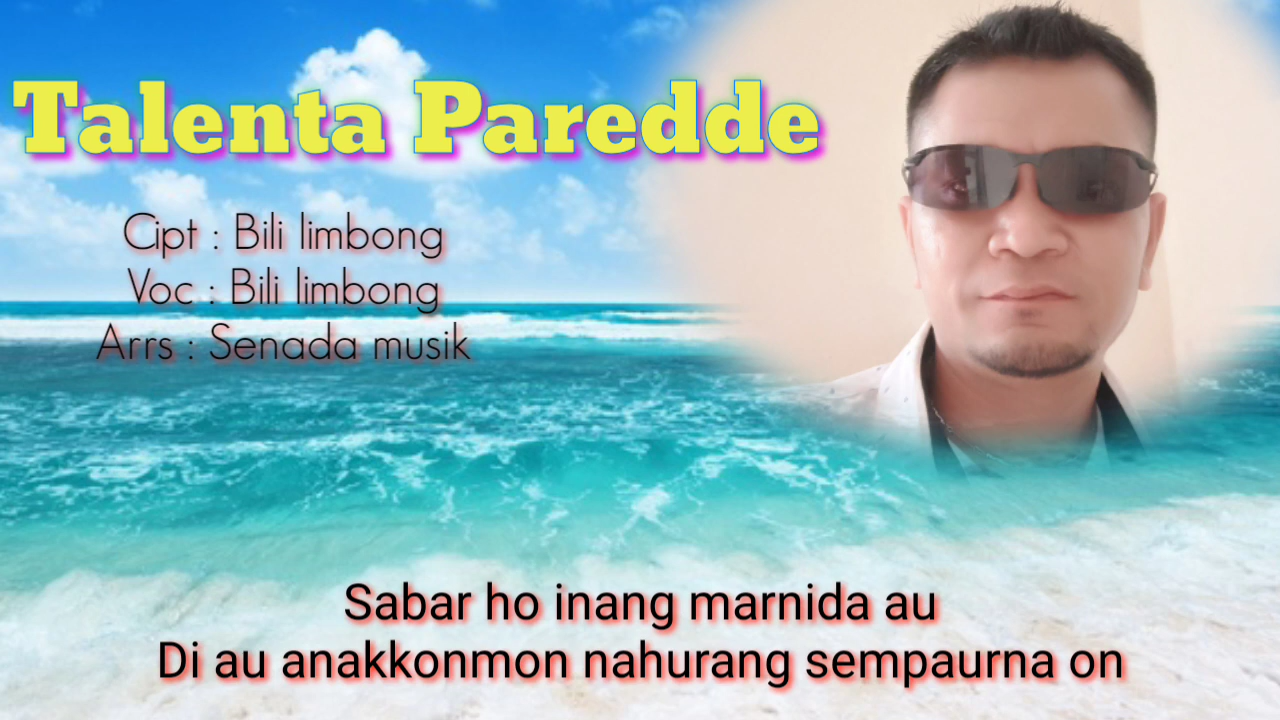 Talenta Paredde
Cipt : Bili limbong
Voc : Bili limbong
Arrs : Senada musik
Sabar ho inang marnida au
Di au anakkonmon nahurang sempaurna on